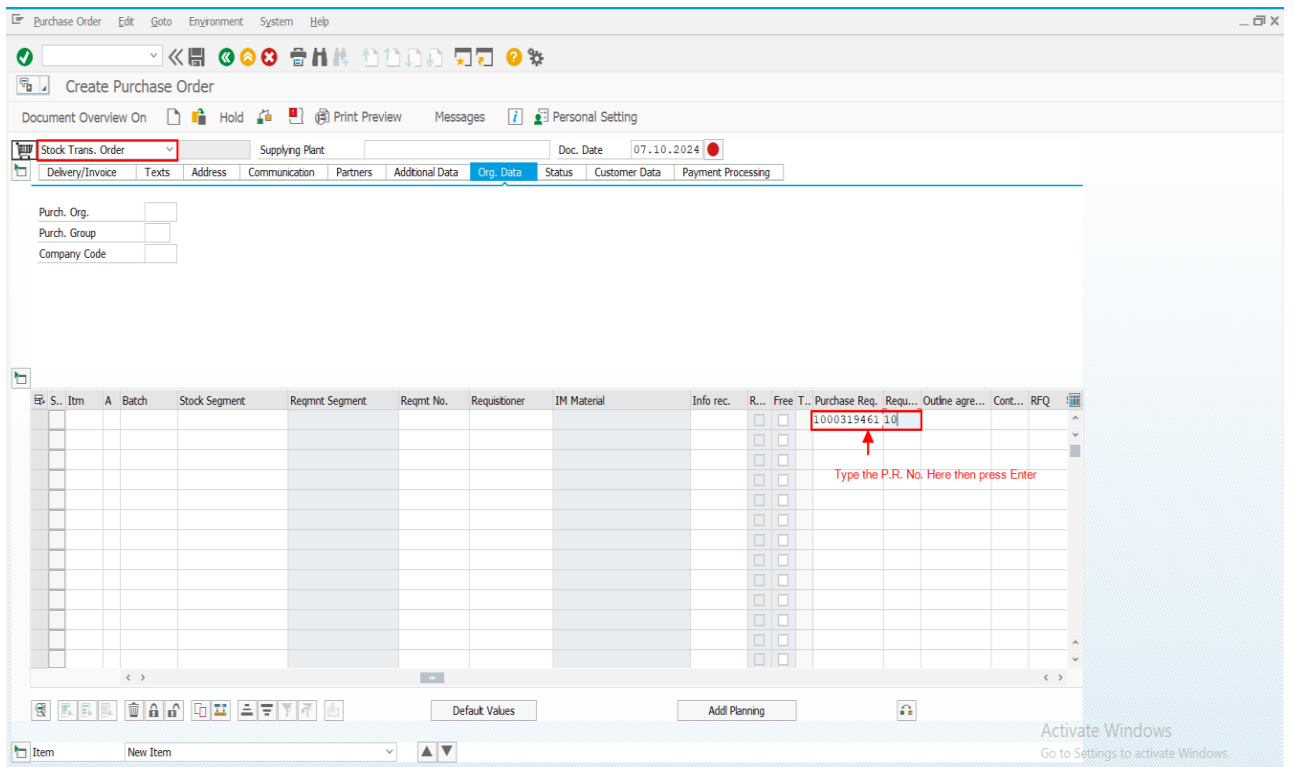 Purchase Order Edit Goto Environment System Help
Create Purchase Order
Document Overview On Hold Print Preview Messages Personal Setting
Stock Trans. Order Supplying Plant Doc. Date 07.10.2024
Delivery/Invoice Texts Address Communication Partners Additional Data Org. Data Status Customer Data Payment Processing
Purch. Org.
Purch. Group
Company Code
S.. Itm A Batch Stock Segment Reqmnt Segment Reqmt No. Requisitioner IM Material Info rec. R... Free T.. Purchase Req. Requ... Outline agre... Cont... RFQ
1000319461 10
Type the P.R. No. Here then press Enter
Default Values Addl Planning
Activate Windows
Item New Item
Go to Settings to activate Windows.